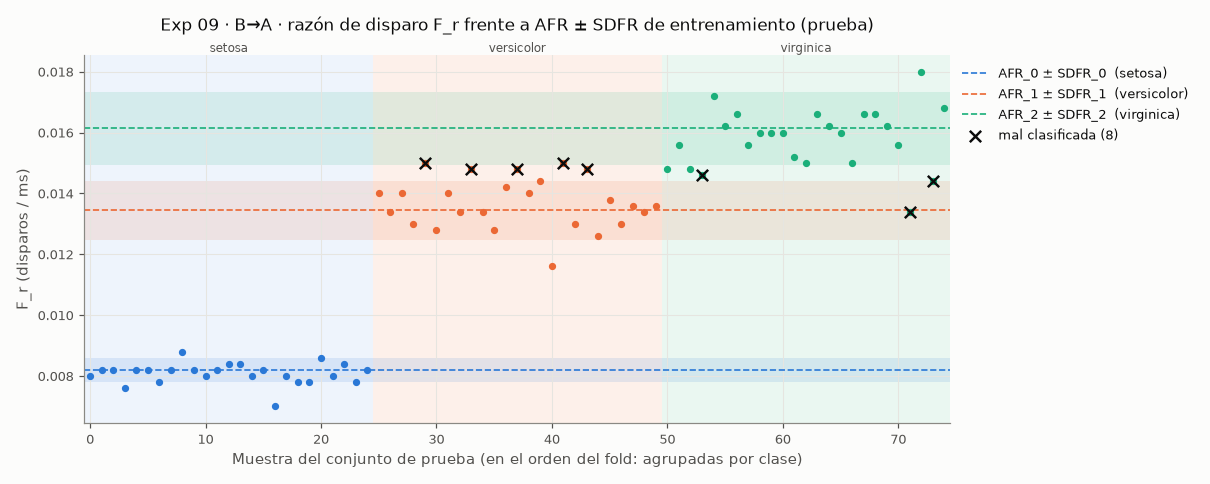 Exp 09 · B→A · razón de disparo F_r frente a AFR ± SDFR de entrenamiento (prueba)
setosa
versicolor
virginica
0.018
0.016
0.014
0.012
0.010
0.008
F_r (disparos / ms)
0
10
20
30
40
50
60
70
Muestra del conjunto de prueba (en el orden del fold: agrupadas por clase)
AFR_0 ± SDFR_0 (setosa)
AFR_1 ± SDFR_1 (versicolor)
AFR_2 ± SDFR_2 (virginica)
mal clasificada (8)